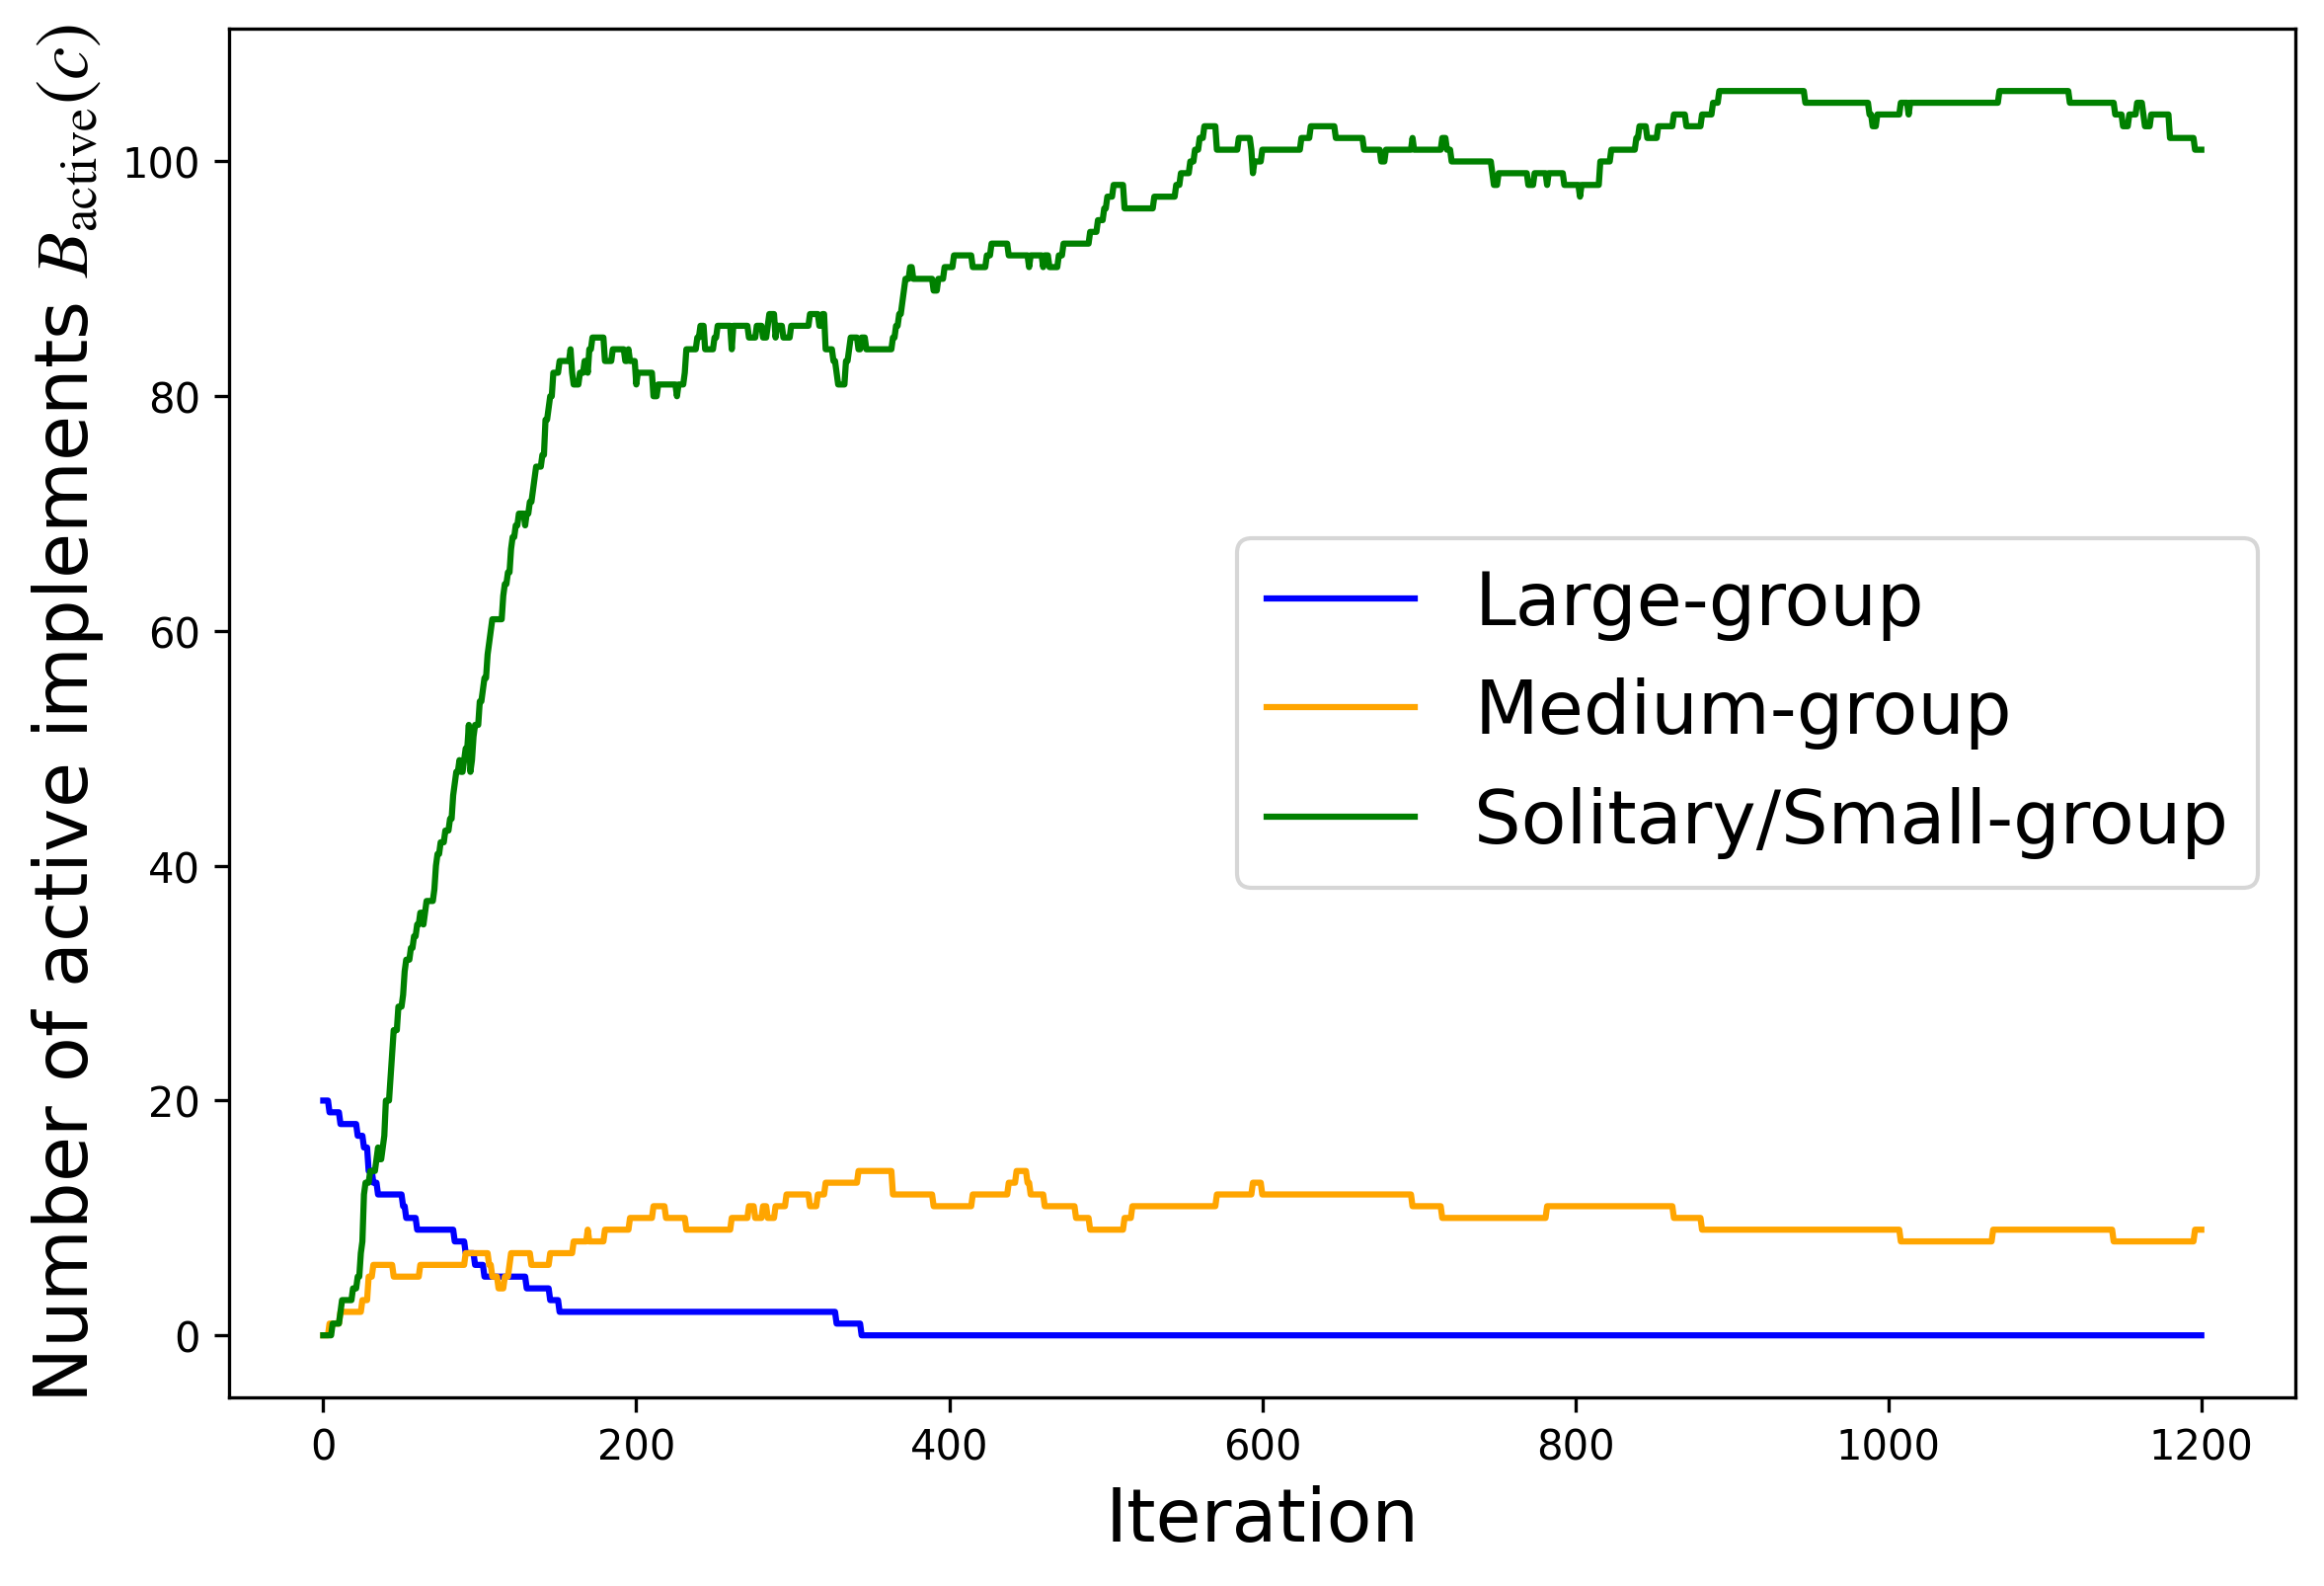 Number of active implements B_active(c)
100
80
60
40
20
0
0 200 400 600 800 1000 1200
Iteration
Large-group
Medium-group
Solitary/Small-group